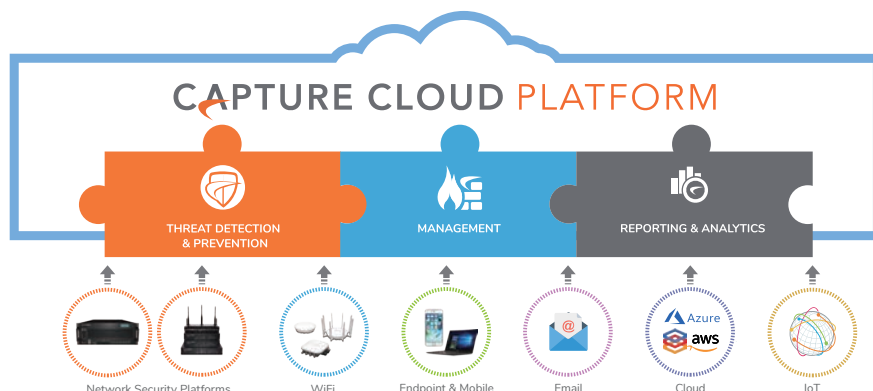 CAPTURE CLOUD PLATFORM
THREAT DETECTION
& PREVENTION
MANAGEMENT
REPORTING & ANALYTICS
@
Azure
aws
Network Security Platforms
WiFi
Endpoint & Mobile
Email
Cloud
IoT